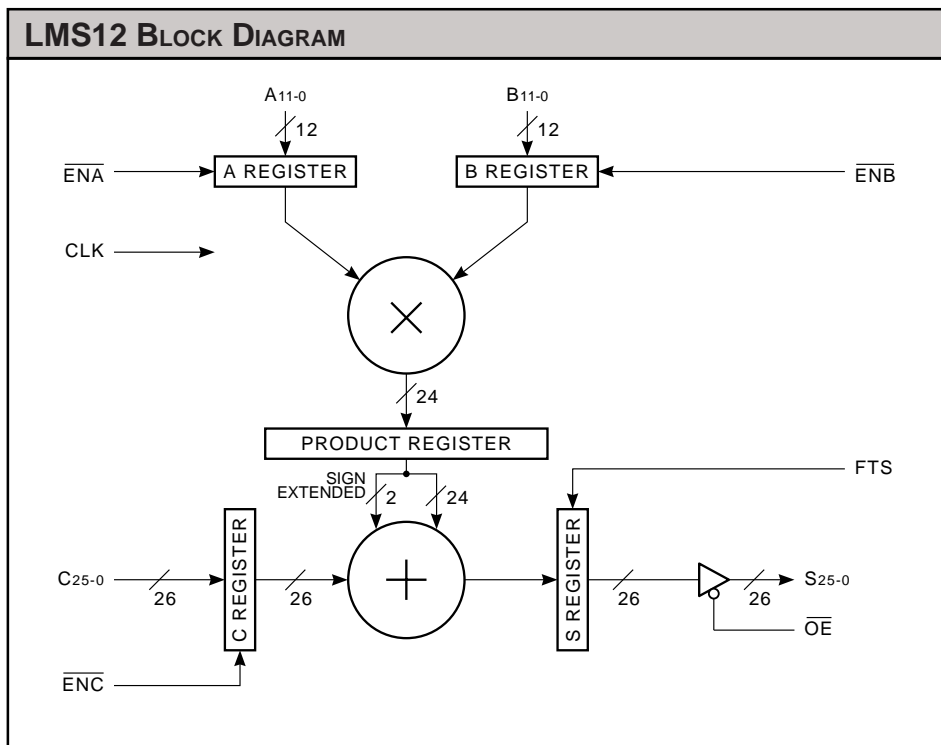 LMS12 BLOCK DIAGRAM
A11-0
B11-0
12
12
ENA
A REGISTER
B REGISTER
ENB
CLK
24
PRODUCT REGISTER
SIGN
EXTENDED
2
24
FTS
C25-0
26
C REGISTER
26
S REGISTER
26
26
S25-0
OE
ENC